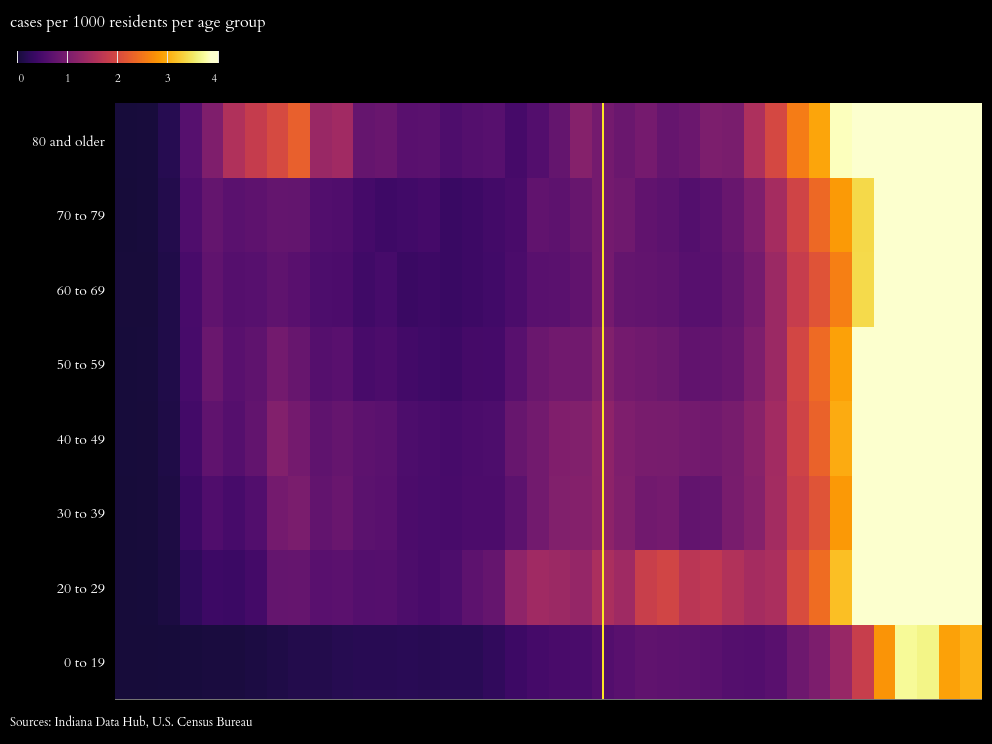 cases per 1000 residents per age group
0 1 2 3 4
80 and older
70 to 79
60 to 69
50 to 59
40 to 49
30 to 39
20 to 29
0 to 19
Sources: Indiana Data Hub, U.S. Census Bureau